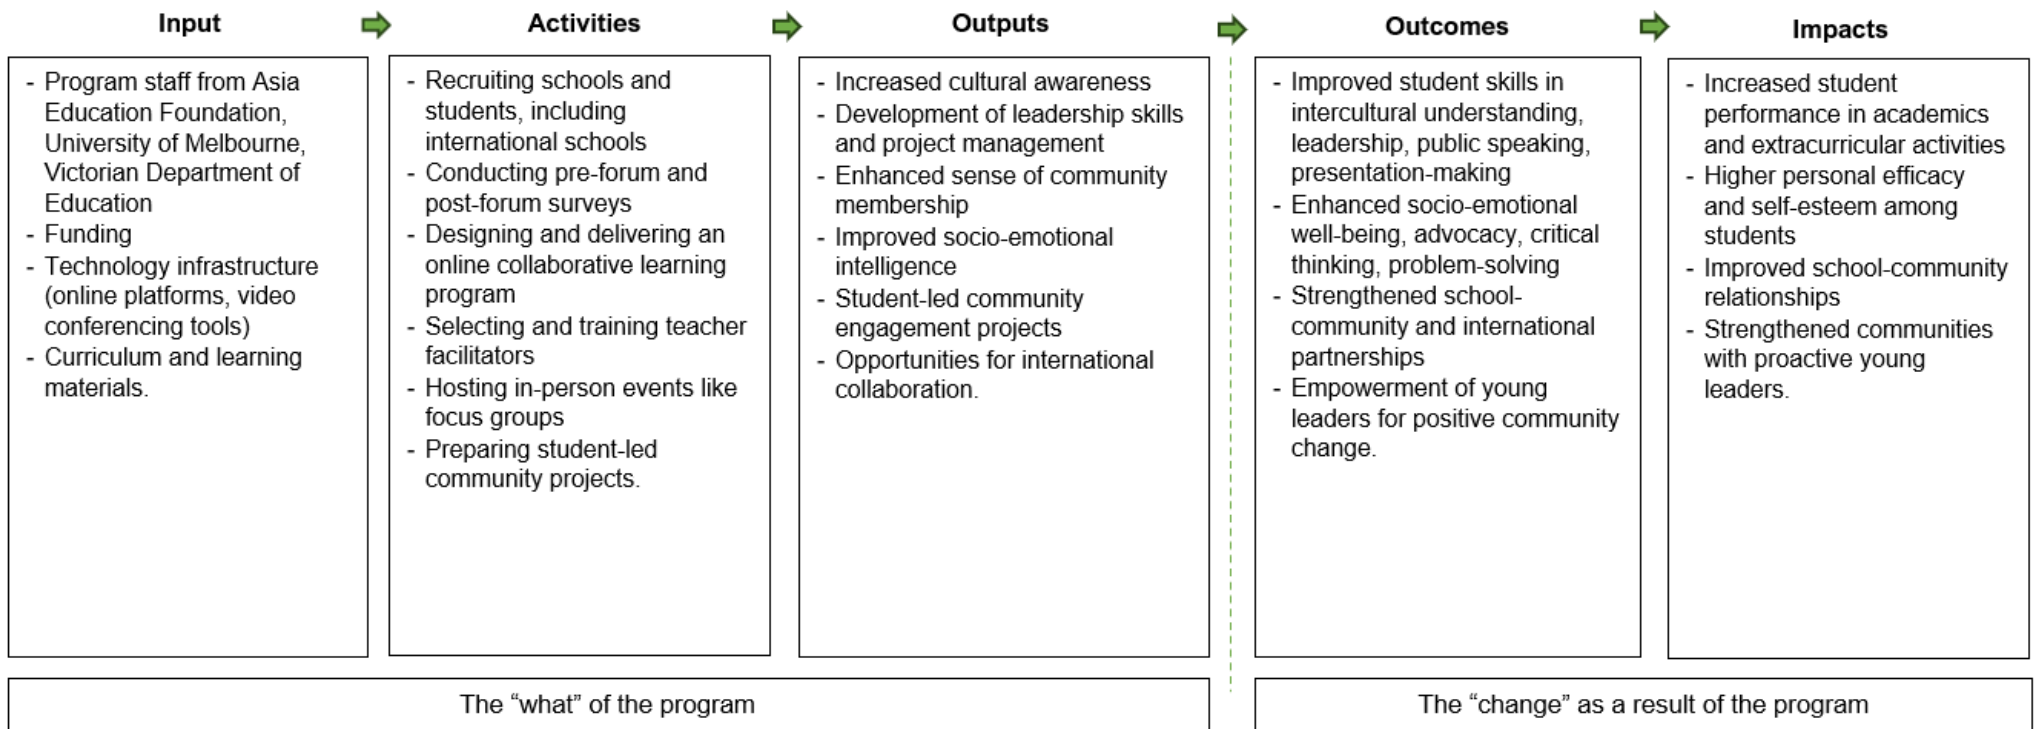 Input
Activities
Outputs
Outcomes
Impacts
- Program staff from Asia
Education Foundation,
University of Melbourne,
Victorian Department of
Education
- Funding
- Technology infrastructure
(online platforms, video
conferencing tools)
- Curriculum and learning
materials.
- Recruiting schools and
students, including
international schools
- Conducting pre-forum and
post-forum surveys
- Designing and delivering an
online collaborative learning
program
- Selecting and training teacher
facilitators
- Hosting in-person events like
focus groups
- Preparing student-led
community projects.
- Increased cultural awareness
- Development of leadership skills
and project management
- Enhanced sense of community
membership
- Improved socio-emotional
intelligence
- Student-led community
engagement projects
- Opportunities for international
collaboration.
- Improved student skills in
intercultural understanding,
leadership, public speaking,
presentation-making
- Enhanced socio-emotional
well-being, advocacy, critical
thinking, problem-solving
- Strengthened school-
community and international
partnerships
- Empowerment of young
leaders for positive community
change.
- Increased student
performance in academics
and extracurricular activities
- Higher personal efficacy
and self-esteem among
students
- Improved school-community
relationships
- Strengthened communities
with proactive young
leaders.
The “what” of the program
The “change” as a result of the program